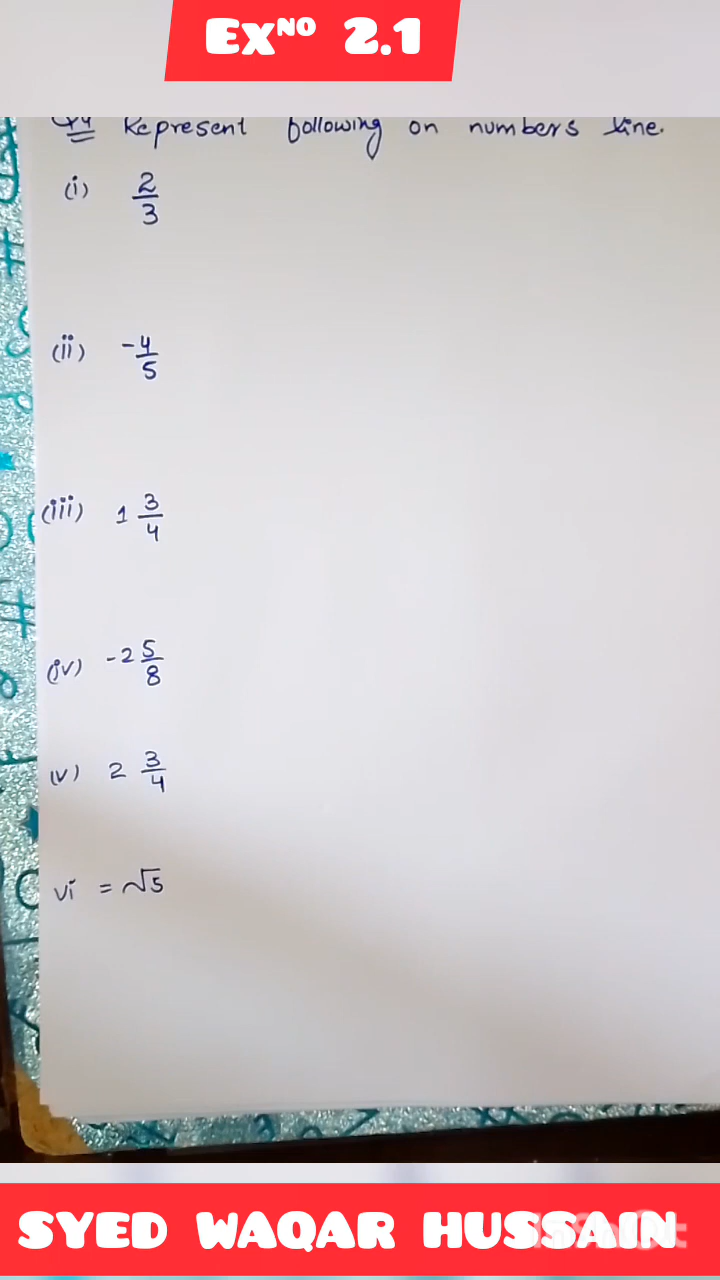 Exᴺᴼ 2.1
Q4 Represent following on numbers line.
(i) 2/3
(ii) -4/5
(iii) 1 3/4
(iv) -2 5/8
(v) 2 3/4
vi = √5
SYED WAQAR HUSSAIN